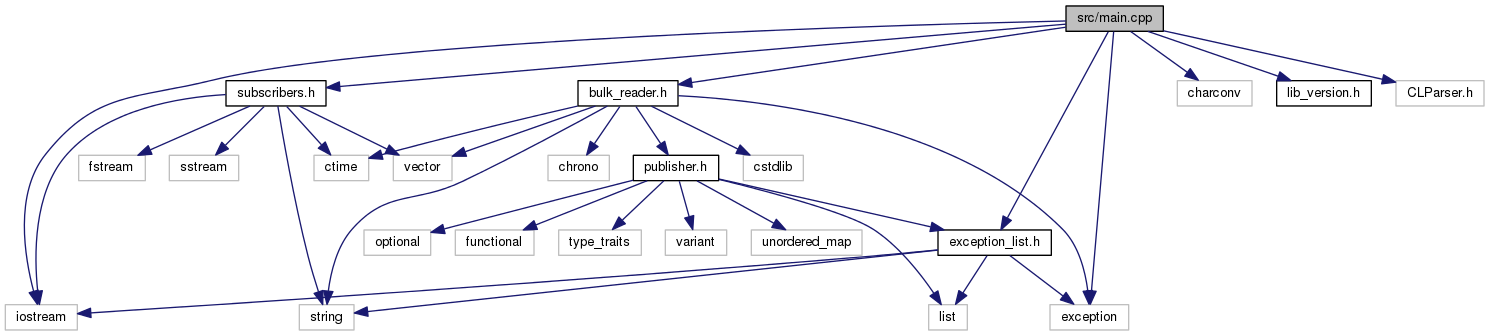 src/main.cpp
subscribers.h
bulk_reader.h
charconv
lib_version.h
CLParser.h
fstream
sstream
ctime
vector
chrono
publisher.h
cstdlib
optional
functional
type_traits
variant
unordered_map
exception_list.h
iostream
string
list
exception